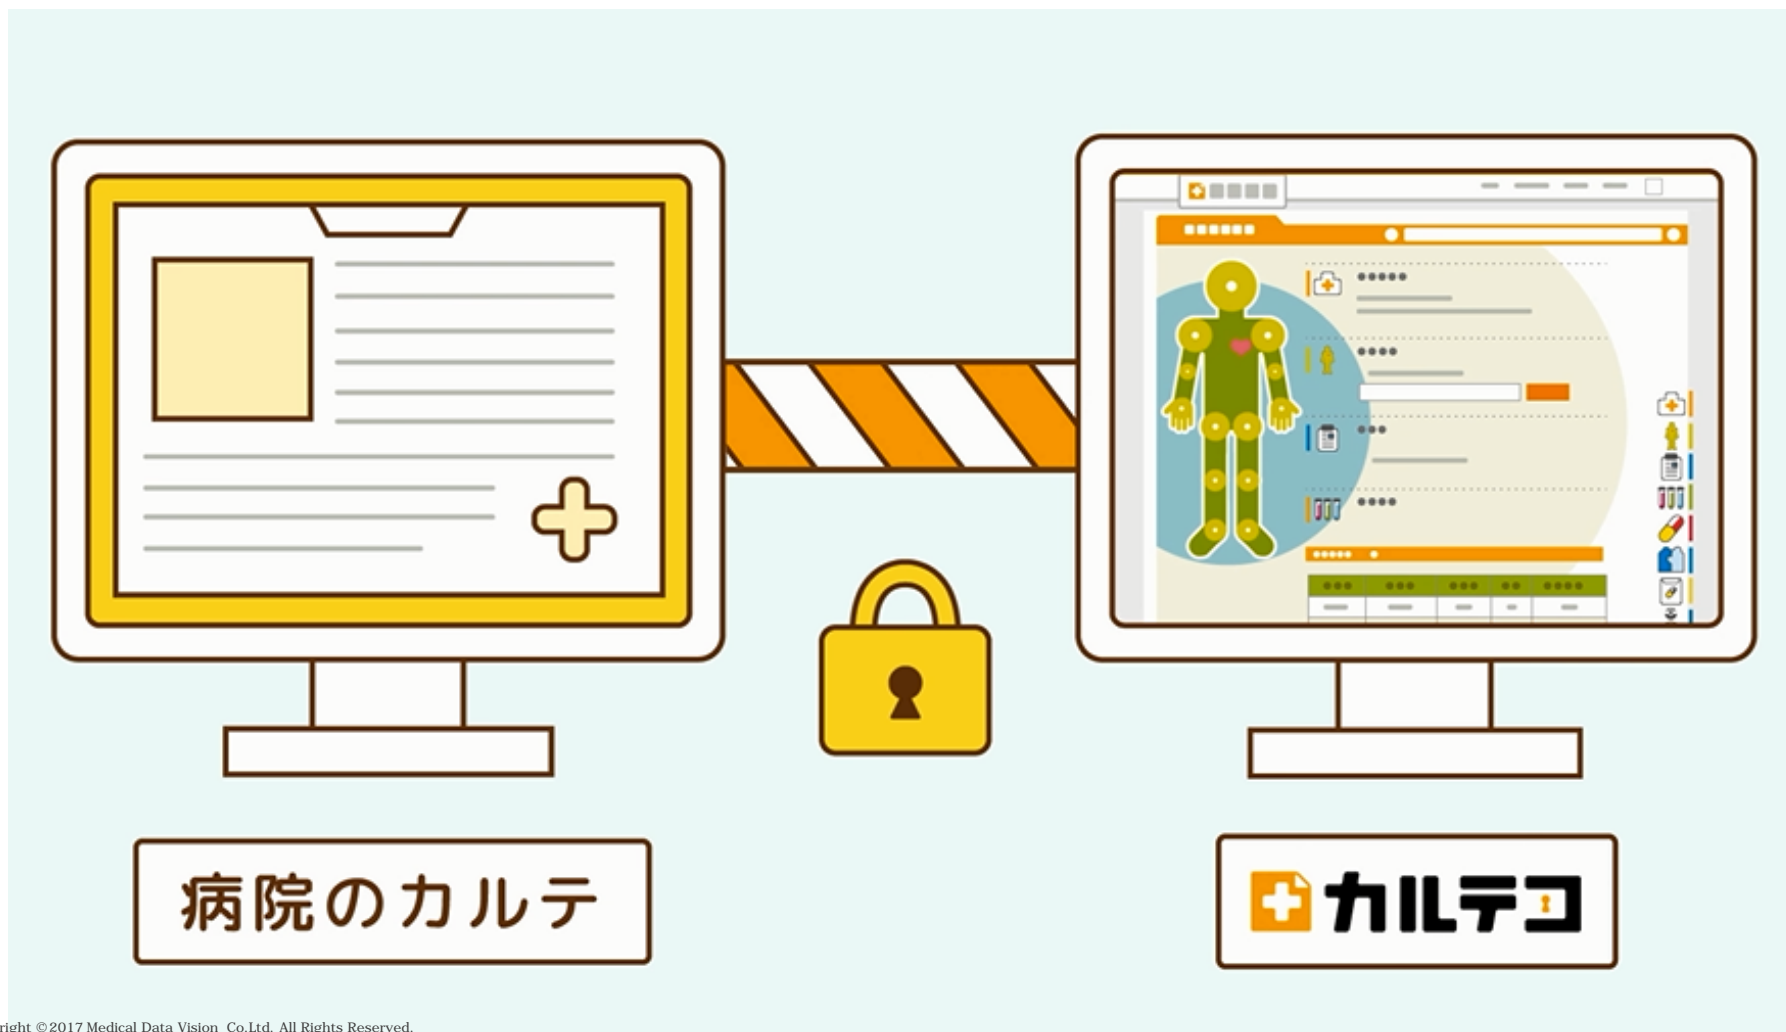 病院のカルテ
カルテコ
right ©2017 Medical Data Vision Co.Ltd. All Rights Reserved.